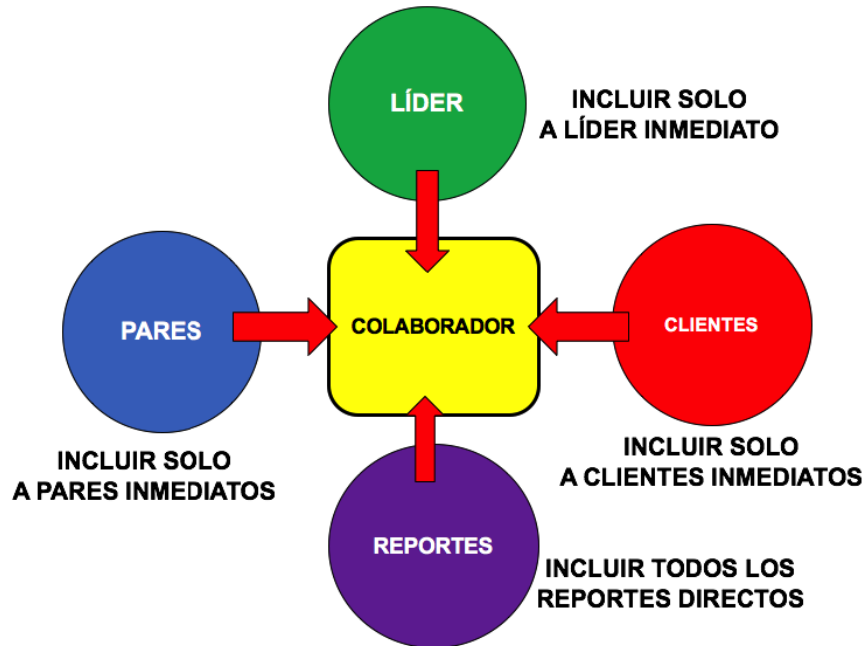 LÍDER
INCLUIR SOLO
A LÍDER INMEDIATO
PARES
COLABORADOR
CLIENTES
INCLUIR SOLO
A PARES INMEDIATOS
INCLUIR SOLO
A CLIENTES INMEDIATOS
REPORTES
INCLUIR TODOS LOS
REPORTES DIRECTOS